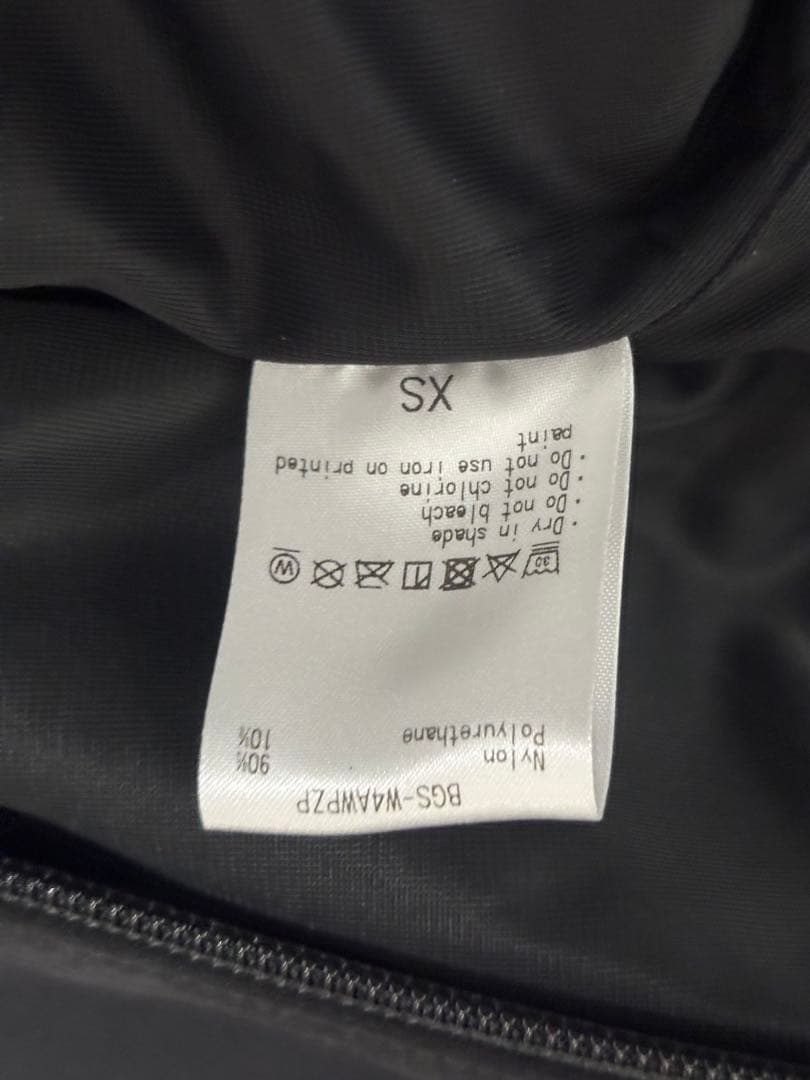 BGS-W4AWPZP
Nylon 90%
Polyurethane 10%
30 W
・Dry in shade
・Do not bleach
・Do not chlorine
・Do not use iron on printed
paint
XS